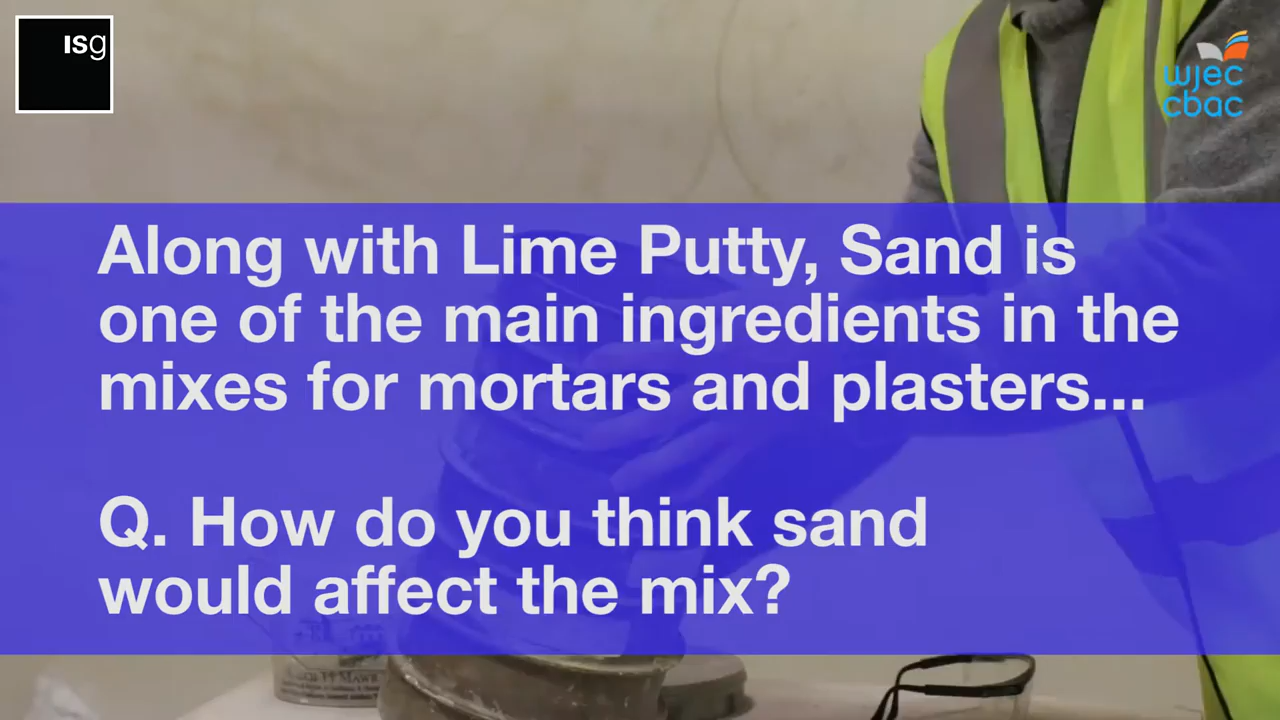 ISg
wjec
cbac
Along with Lime Putty, Sand is
one of the main ingredients in the
mixes for mortars and plasters...
Q. How do you think sand
would affect the mix?